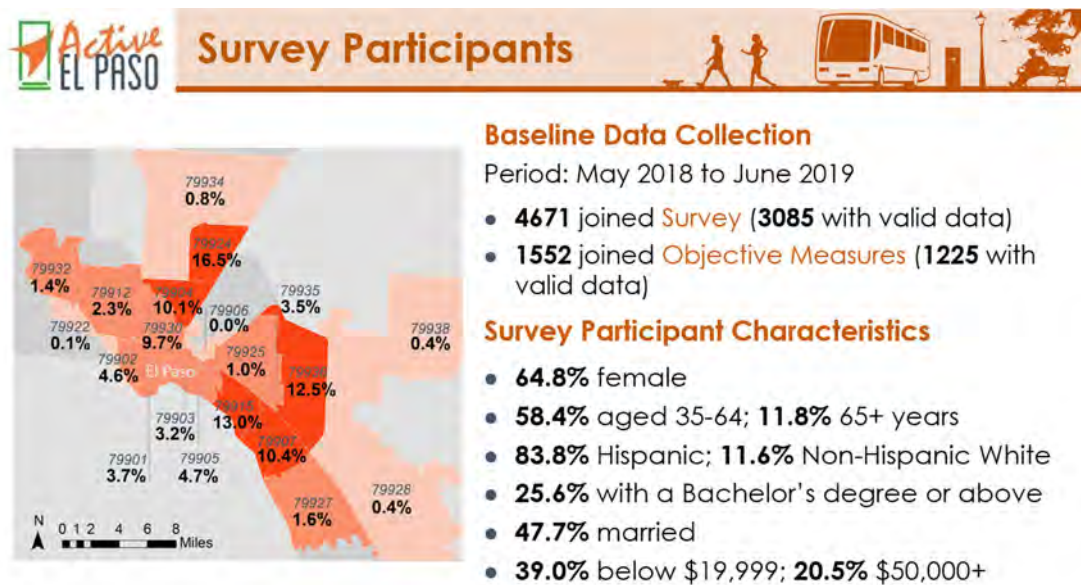 Active
EL PASO
Survey Participants
Baseline Data Collection
Period: May 2018 to June 2019
• 4671 joined Survey (3085 with valid data)
• 1552 joined Objective Measures (1225 with
valid data)
Survey Participant Characteristics
• 64.8% female
• 58.4% aged 35-64; 11.8% 65+ years
• 83.8% Hispanic; 11.6% Non-Hispanic White
• 25.6% with a Bachelor's degree or above
• 47.7% married
• 39.0% below $19,999; 20.5% $50,000+
79934
0.8%
16.5%
79932
1.4%
79912
2.3%
10.1%
79906
0.0%
79935
3.5%
79922
0.1%
79930
9.7%
79938
0.4%
79925
1.0%
79902
4.6%
El Paso
12.5%
79915
13.0%
79903
3.2%
79907
10.4%
79901
3.7%
79905
4.7%
79927
1.6%
79928
0.4%
N
0 1 2 4 6 8
Miles